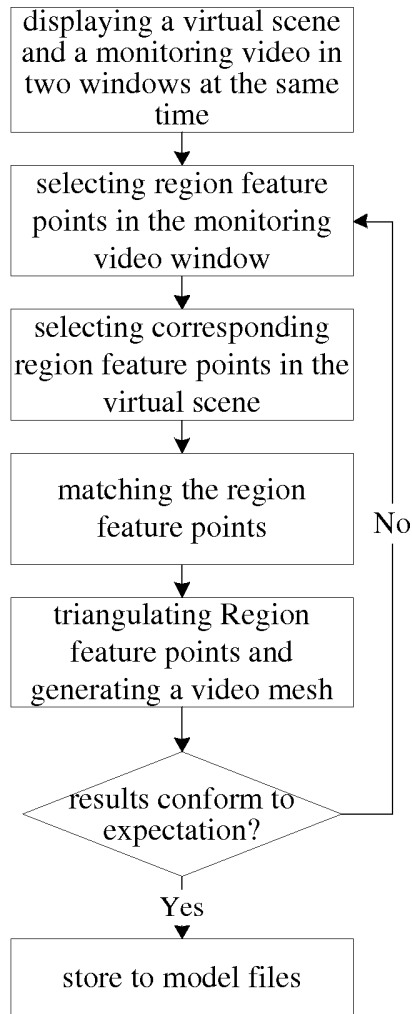 displaying a virtual scene
and a monitoring video in
two windows at the same
time
selecting region feature
points in the monitoring
video window
selecting corresponding
region feature points in the
virtual scene
matching the region
feature points
No
triangulating Region
feature points and
generating a video mesh
results conform to
expectation?
Yes
store to model files